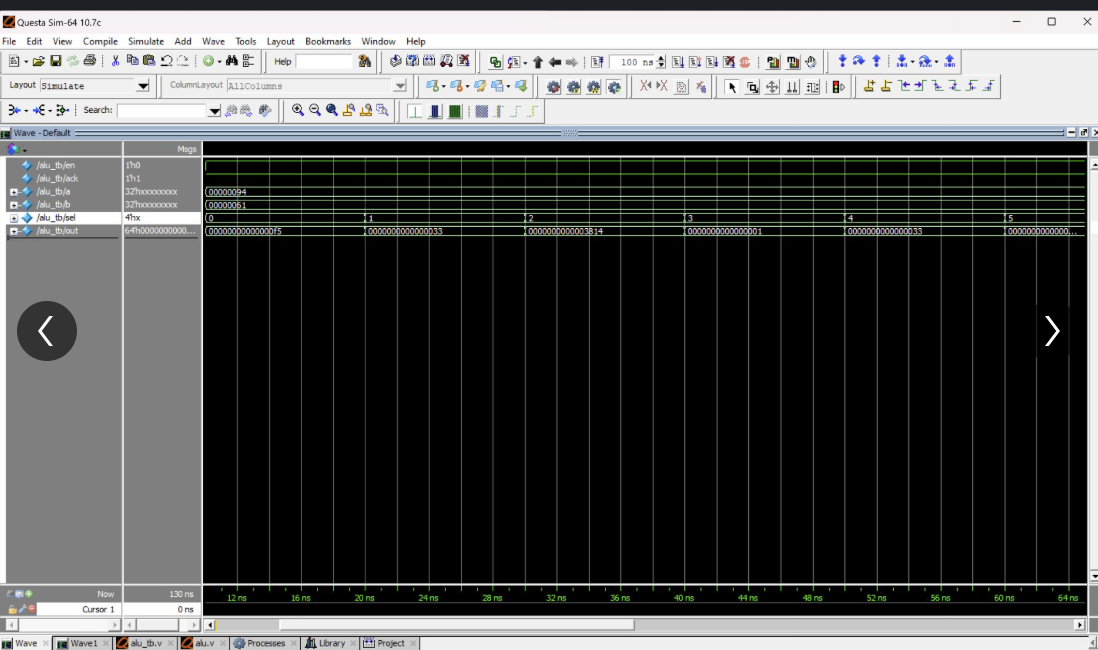 Questa Sim-64 10.7c
File Edit View Compile Simulate Add Wave Tools Layout Bookmarks Window Help
Help 100 ns
Layout Simulate ColumnLayout AllColumns
Search:
Wave - Default
Msgs
/alu_tb/en 1'h0
/alu_tb/ack 1'h1
/alu_tb/a 32'hxxxxxxxx 00000094
/alu_tb/b 32'hxxxxxxxx 00000061
/alu_tb/sel 4'hx 0 1 2 3 4 5
/alu_tb/out 64'h0000000000... 00000000000000f5 0000000000000033 0000000000003814 0000000000000001 0000000000000033 000000000000...
Now 130 ns 12 ns 16 ns 20 ns 24 ns 28 ns 32 ns 36 ns 40 ns 44 ns 48 ns 52 ns 56 ns 60 ns 64 ns
Cursor 1 0 ns
Wave Wave1 alu_tb.v alu.v Processes Library Project